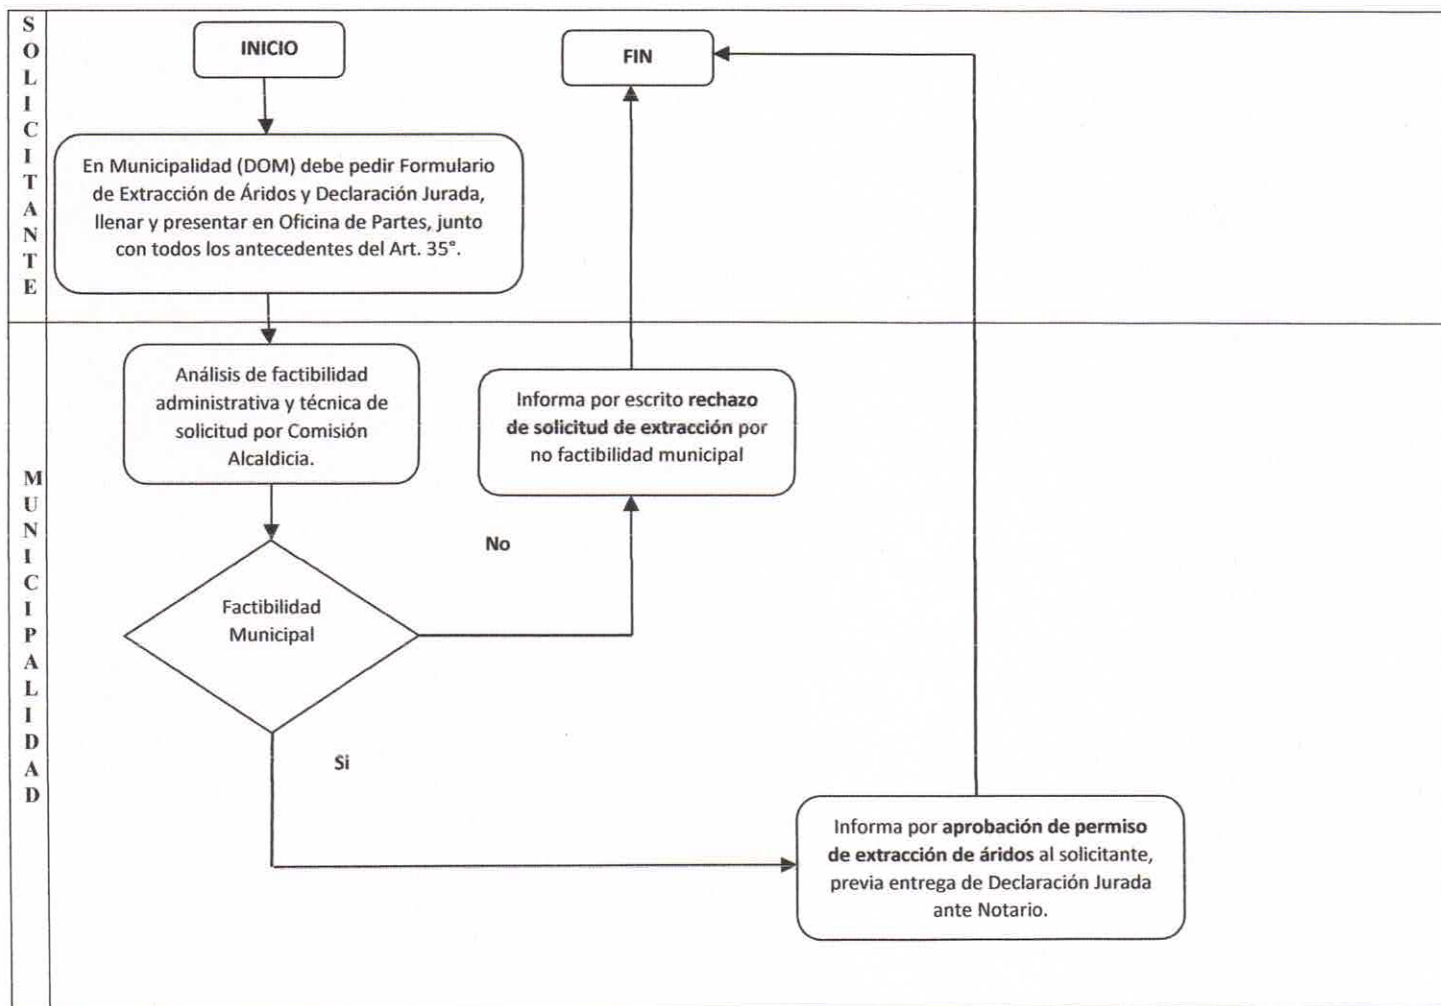 SOLICITANTE
INICIO
FIN
En Municipalidad (DOM) debe pedir Formulario
de Extracción de Áridos y Declaración Jurada,
llenar y presentar en Oficina de Partes, junto
con todos los antecedentes del Art. 35°.
MUNICIPALIDAD
Análisis de factibilidad
administrativa y técnica de
solicitud por Comisión
Alcaldicia.
Informa por escrito rechazo
de solicitud de extracción por
no factibilidad municipal
No
Factibilidad
Municipal
Si
Informa por aprobación de permiso
de extracción de áridos al solicitante,
previa entrega de Declaración Jurada
ante Notario.